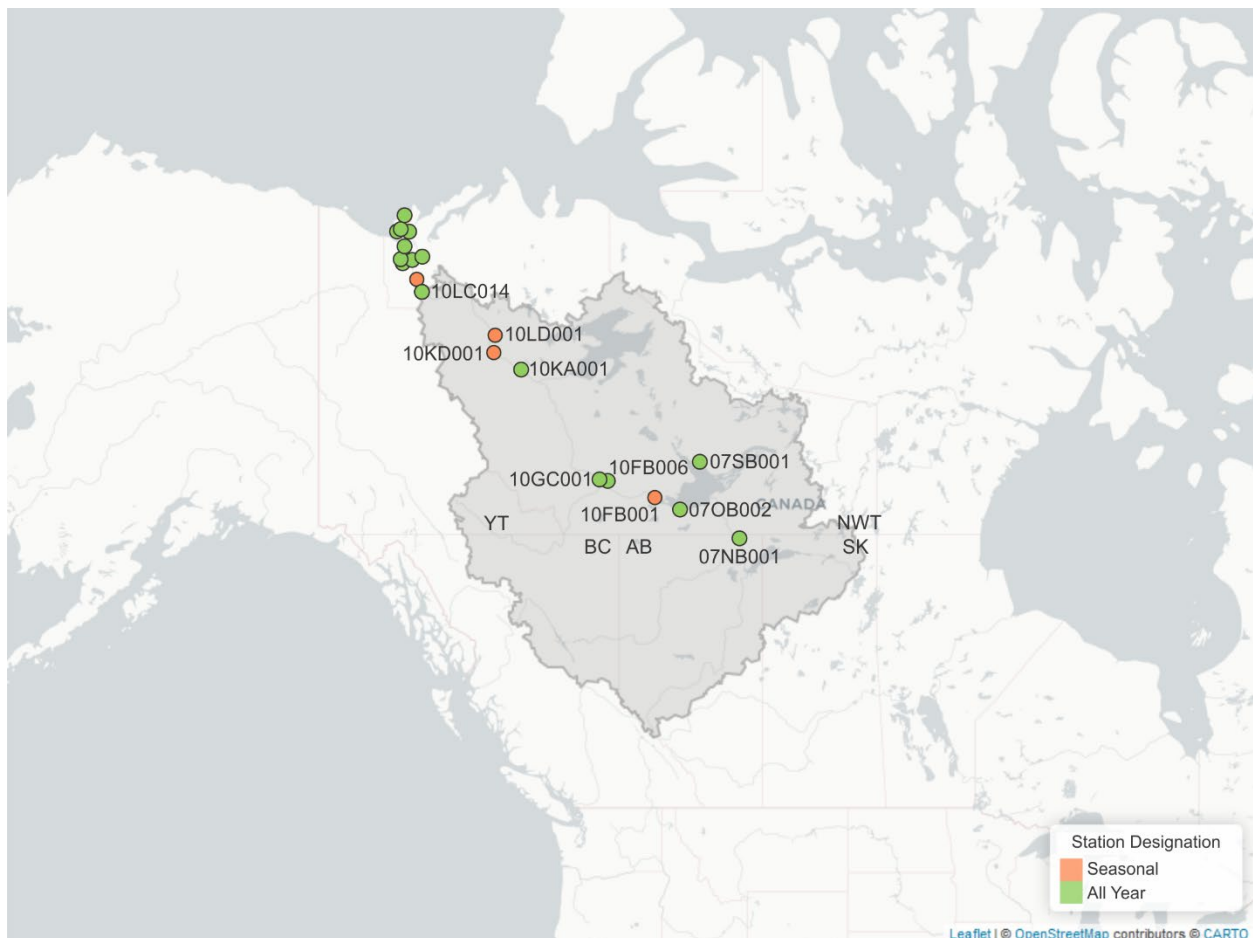 10LC014
10LD001
10KD001
10KA001
07SB001
10FB006
10GC001
CANADA
10FB001
07OB002
YT
NWT
BC
AB
SK
07NB001
Station Designation
Seasonal
All Year
Leaflet | © OpenStreetMap contributors © CARTO